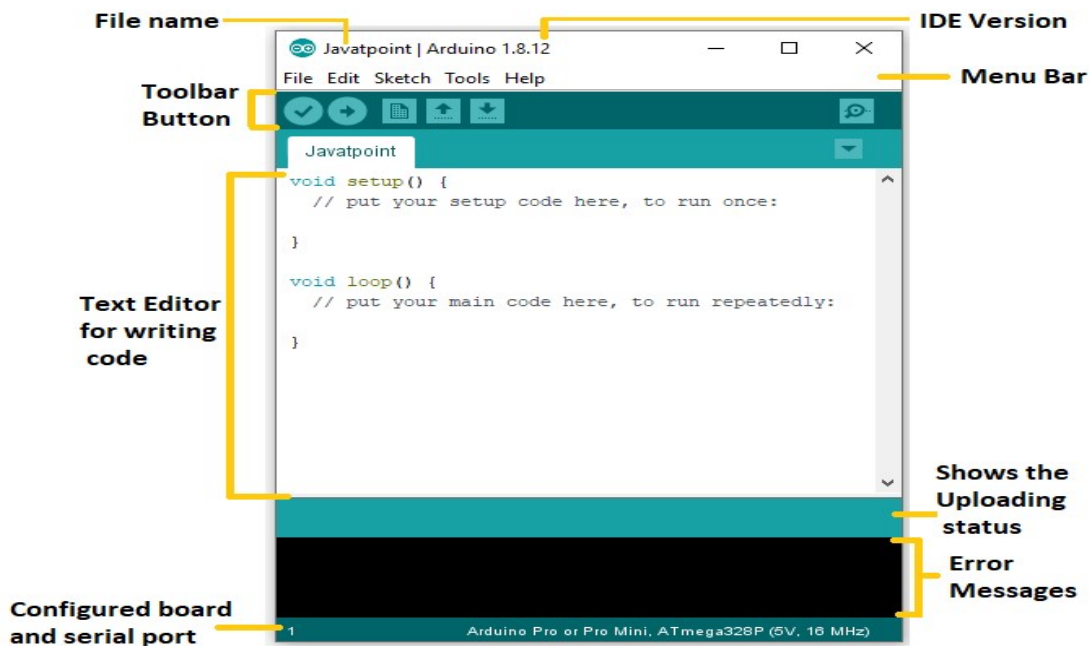 File name
IDE Version
Javatpoint | Arduino 1.8.12
File Edit Sketch Tools Help
Menu Bar
Toolbar
Button
Javatpoint
void setup() {
// put your setup code here, to run once:
}
void loop() {
// put your main code here, to run repeatedly:
}
Text Editor
for writing
code
Shows the
Uploading
status
Error
Messages
Configured board
and serial port
1
Arduino Pro or Pro Mini, ATmega328P (5V, 16 MHz)